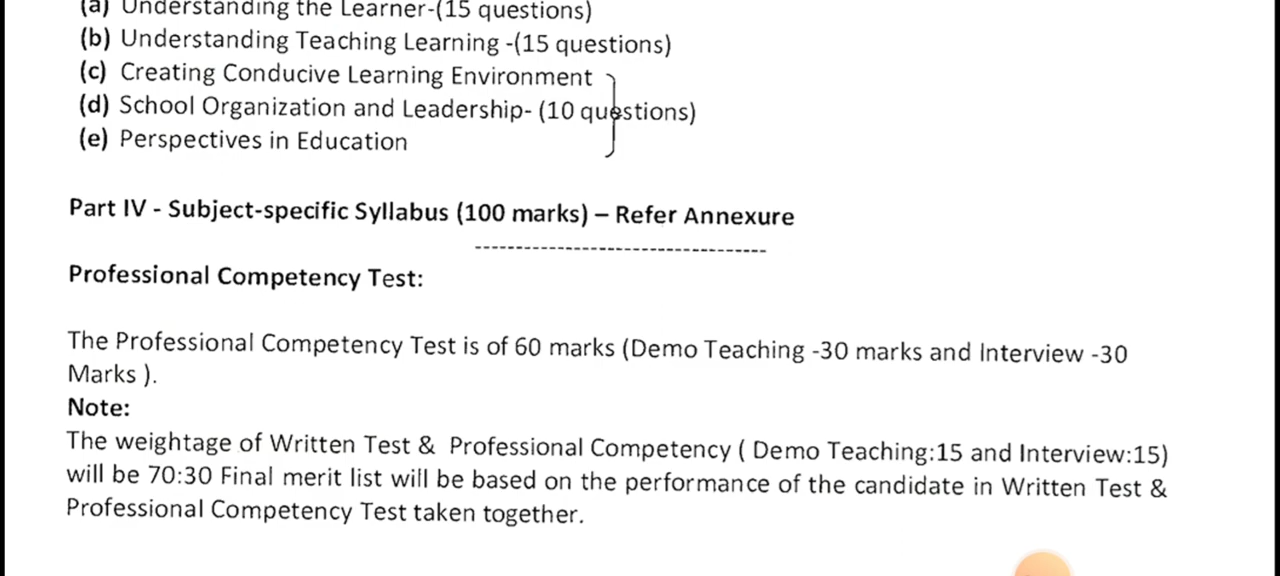 (a) Understanding the Learner-(15 questions)
(b) Understanding Teaching Learning -(15 questions)
(c) Creating Conducive Learning Environment
(d) School Organization and Leadership- (10 questions)
(e) Perspectives in Education
Part IV - Subject-specific Syllabus (100 marks) – Refer Annexure
----------------------------------
Professional Competency Test:
The Professional Competency Test is of 60 marks (Demo Teaching -30 marks and Interview -30
Marks ).
Note:
The weightage of Written Test & Professional Competency ( Demo Teaching:15 and Interview:15)
will be 70:30 Final merit list will be based on the performance of the candidate in Written Test &
Professional Competency Test taken together.